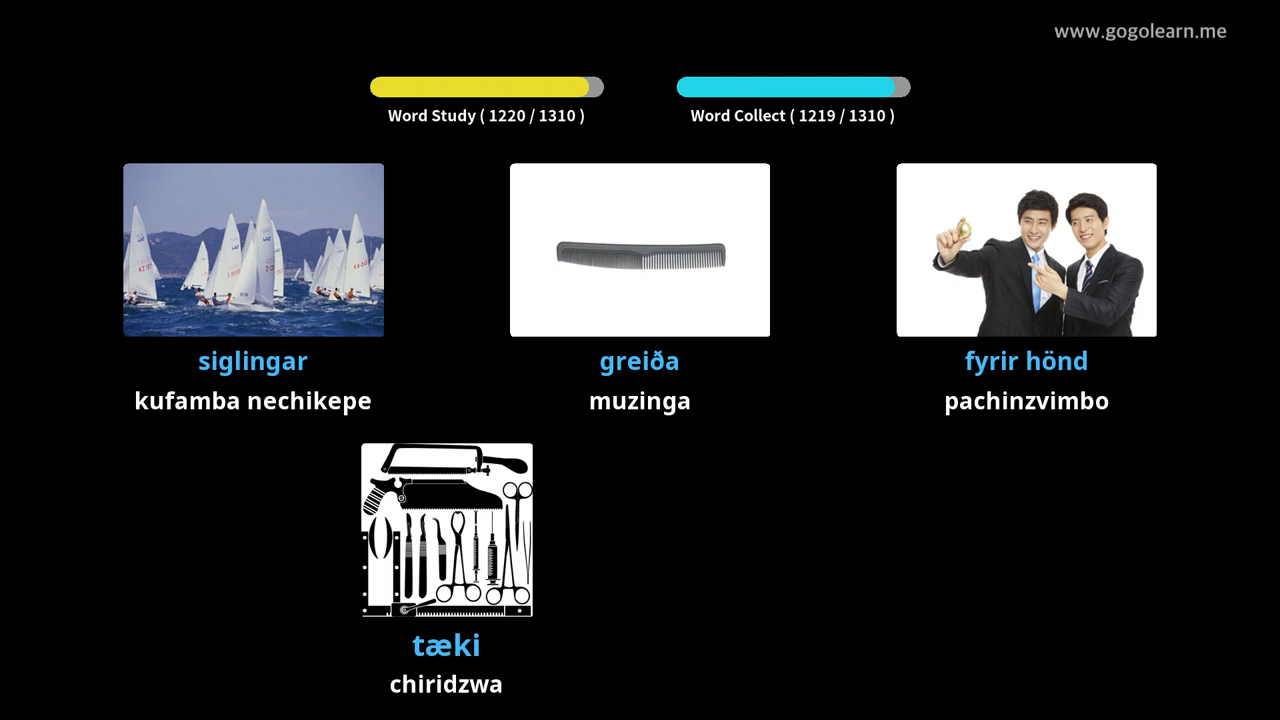 www.gogolearn.me
Word Study ( 1220 / 1310 )
Word Collect ( 1219 / 1310 )
siglingar
kufamba nechikepe
greiða
muzinga
fyrir hönd
pachinzvimbo
tæki
chiridzwa